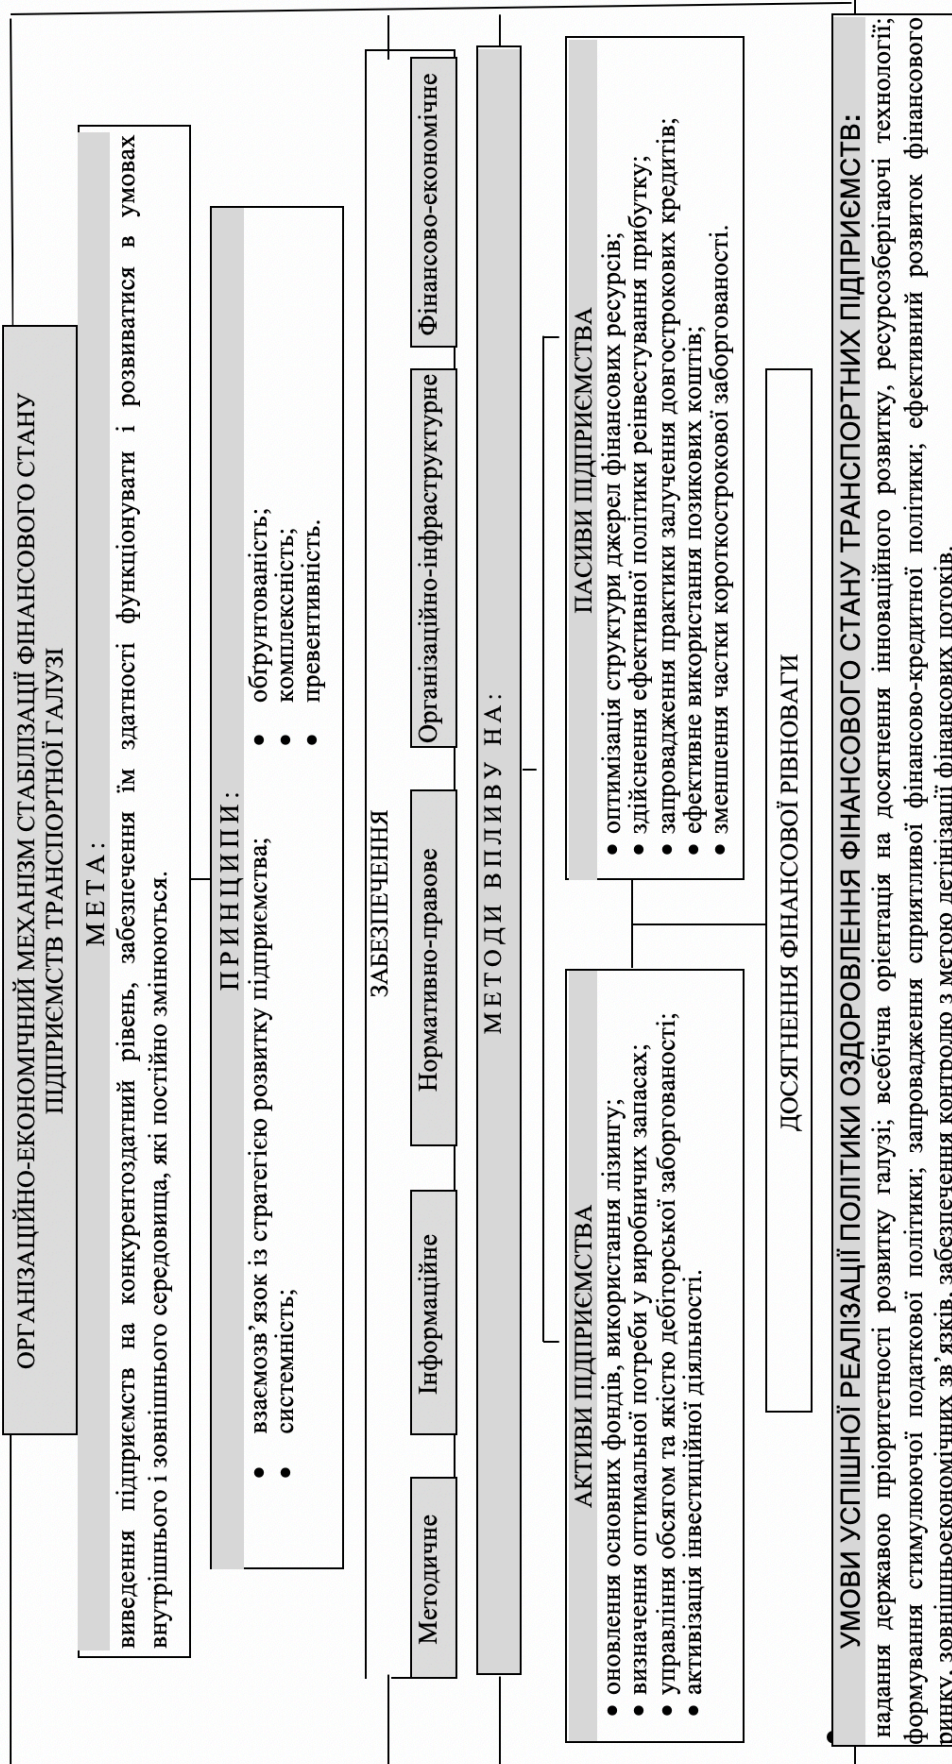 ОРГАНІЗАЦІЙНО-ЕКОНОМІЧНИЙ МЕХАНІЗМ СТАБІЛІЗАЦІЇ ФІНАНСОВОГО СТАНУ
ПІДПРИЄМСТВ ТРАНСПОРТНОЇ ГАЛУЗІ
МЕТА:
виведення підприємств на конкурентоздатний рівень, забезпечення їм здатності функціонувати і розвиватися в умовах
внутрішнього і зовнішнього середовища, які постійно змінюються.
ПРИНЦИПИ:
● взаємозв’язок із стратегією розвитку підприємства;
● системність;
● обґрунтованість;
● комплексність;
● превентивність.
ЗАБЕЗПЕЧЕННЯ
Методичне
Інформаційне
Нормативно-правове
Організаційно-інфраструктурне
Фінансово-економічне
МЕТОДИ ВПЛИВУ НА:
АКТИВИ ПІДПРИЄМСТВА
● оновлення основних фондів, використання лізингу;
● визначення оптимальної потреби у виробничих запасах;
● управління обсягом та якістю дебіторської заборгованості;
● активізація інвестиційної діяльності.
ПАСИВИ ПІДПРИЄМСТВА
● оптимізація структури джерел фінансових ресурсів;
● здійснення ефективної політики реінвестування прибутку;
● запровадження практики залучення довгострокових кредитів;
● ефективне використання позикових коштів;
● зменшення частки короткострокової заборгованості.
ДОСЯГНЕННЯ ФІНАНСОВОЇ РІВНОВАГИ
УМОВИ УСПІШНОЇ РЕАЛІЗАЦІЇ ПОЛІТИКИ ОЗДОРОВЛЕННЯ ФІНАНСОВОГО СТАНУ ТРАНСПОРТНИХ ПІДПРИЄМСТВ:
надання державою пріоритетності розвитку галузі; всебічна орієнтація на досягнення інноваційного розвитку, ресурсозберігаючі технології;
формування стимулюючої податкової політики; запровадження сприятливої фінансово-кредитної політики; ефективний розвиток фінансового
ринку, зовнішньоекономічних зв’язків, забезпечення контролю з метою детінізації фінансових потоків.